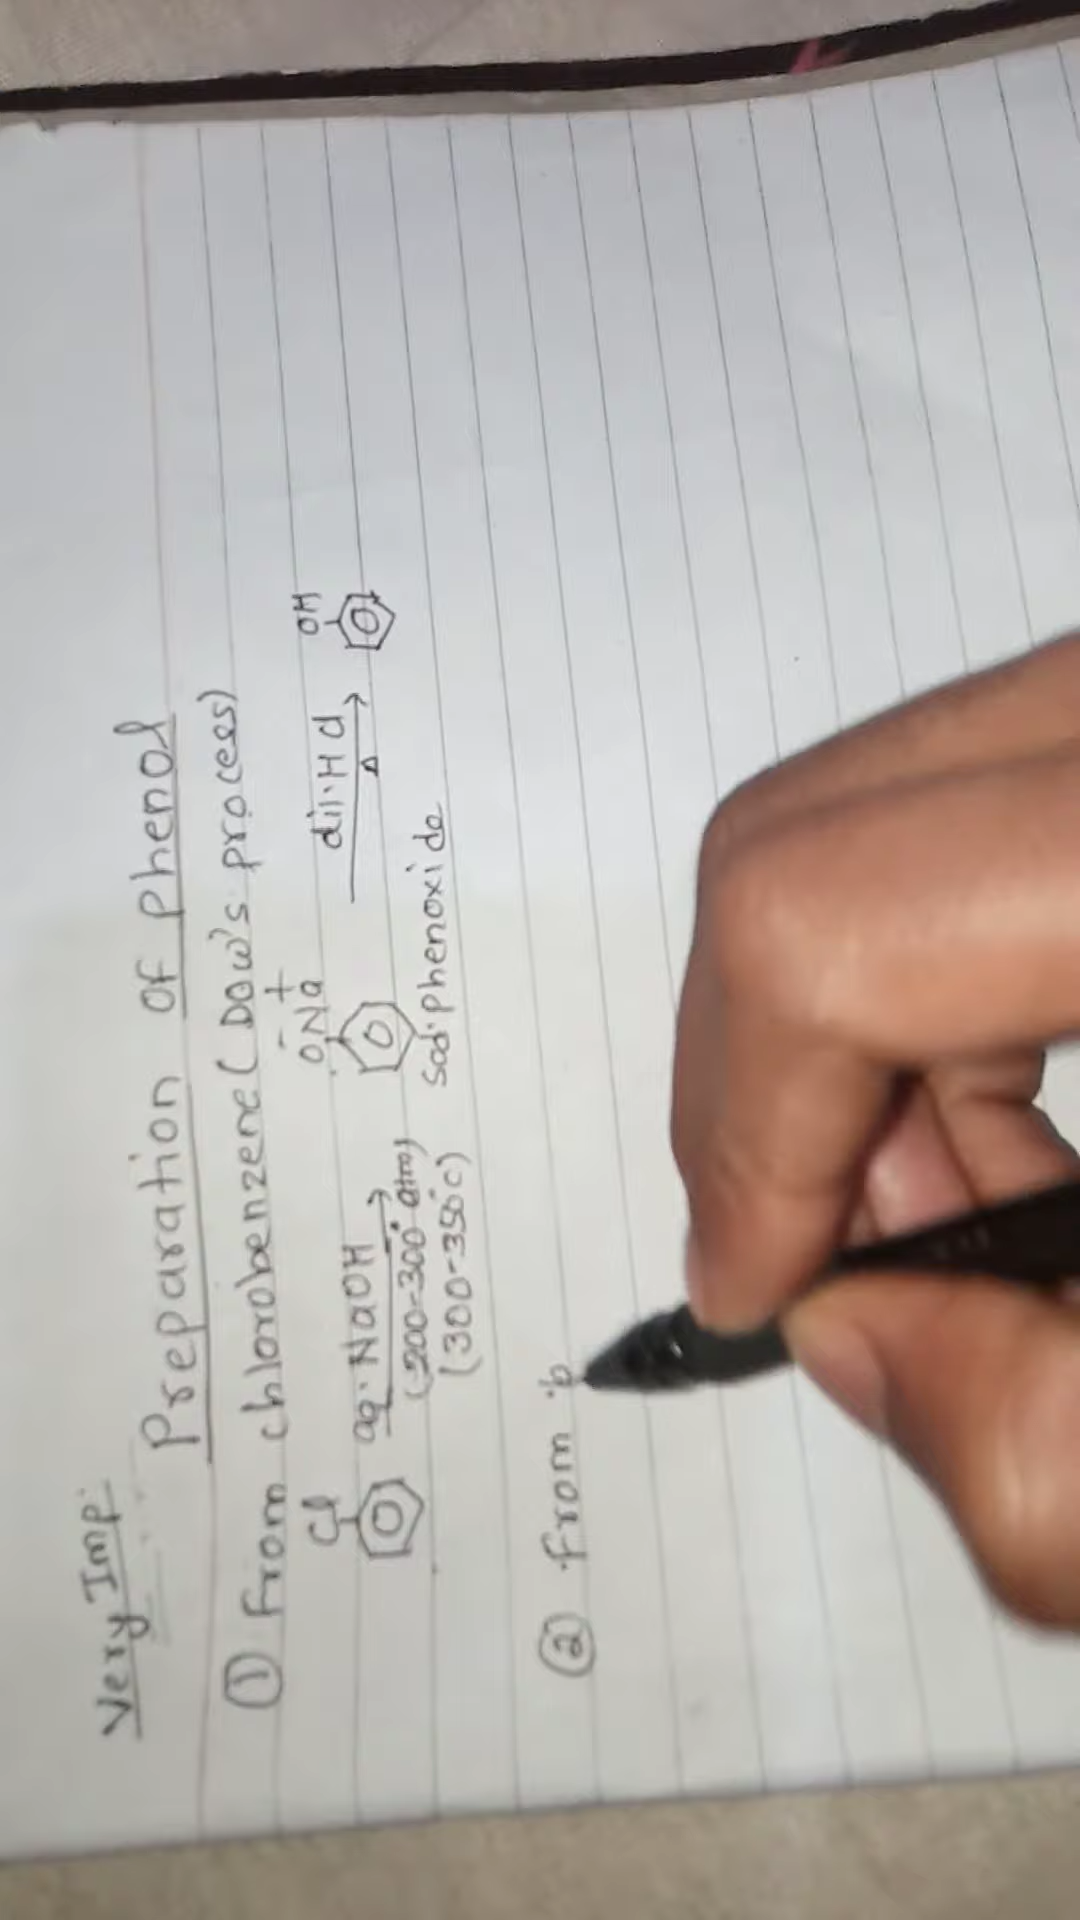 Very Imp.
Preparation of Phenol
① From chlorobenzene (Dow's process)
Cl O⁻Na⁺ OH
aq. NaOH dil. HCl
Δ
(200-300° atm)
(300-350°C)
Sod. Phenoxide
② From b